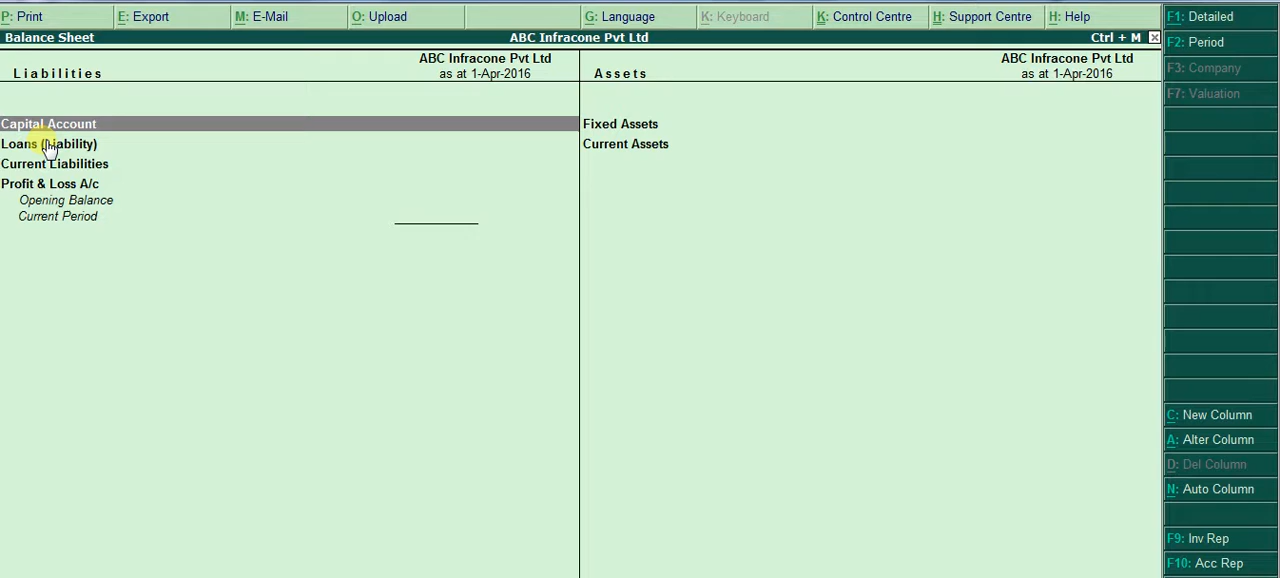 P: Print E: Export M: E-Mail O: Upload G: Language K: Keyboard K: Control Centre H: Support Centre H: Help
Balance Sheet ABC Infracone Pvt Ltd Ctrl + M
Liabilities ABC Infracone Pvt Ltd as at 1-Apr-2016
Assets ABC Infracone Pvt Ltd as at 1-Apr-2016
Capital Account
Loans (Liability)
Current Liabilities
Profit & Loss A/c
Opening Balance
Current Period
Fixed Assets
Current Assets
F1: Detailed
F2: Period
F3: Company
F7: Valuation
C: New Column
A: Alter Column
D: Del Column
N: Auto Column
F9: Inv Rep
F10: Acc Rep